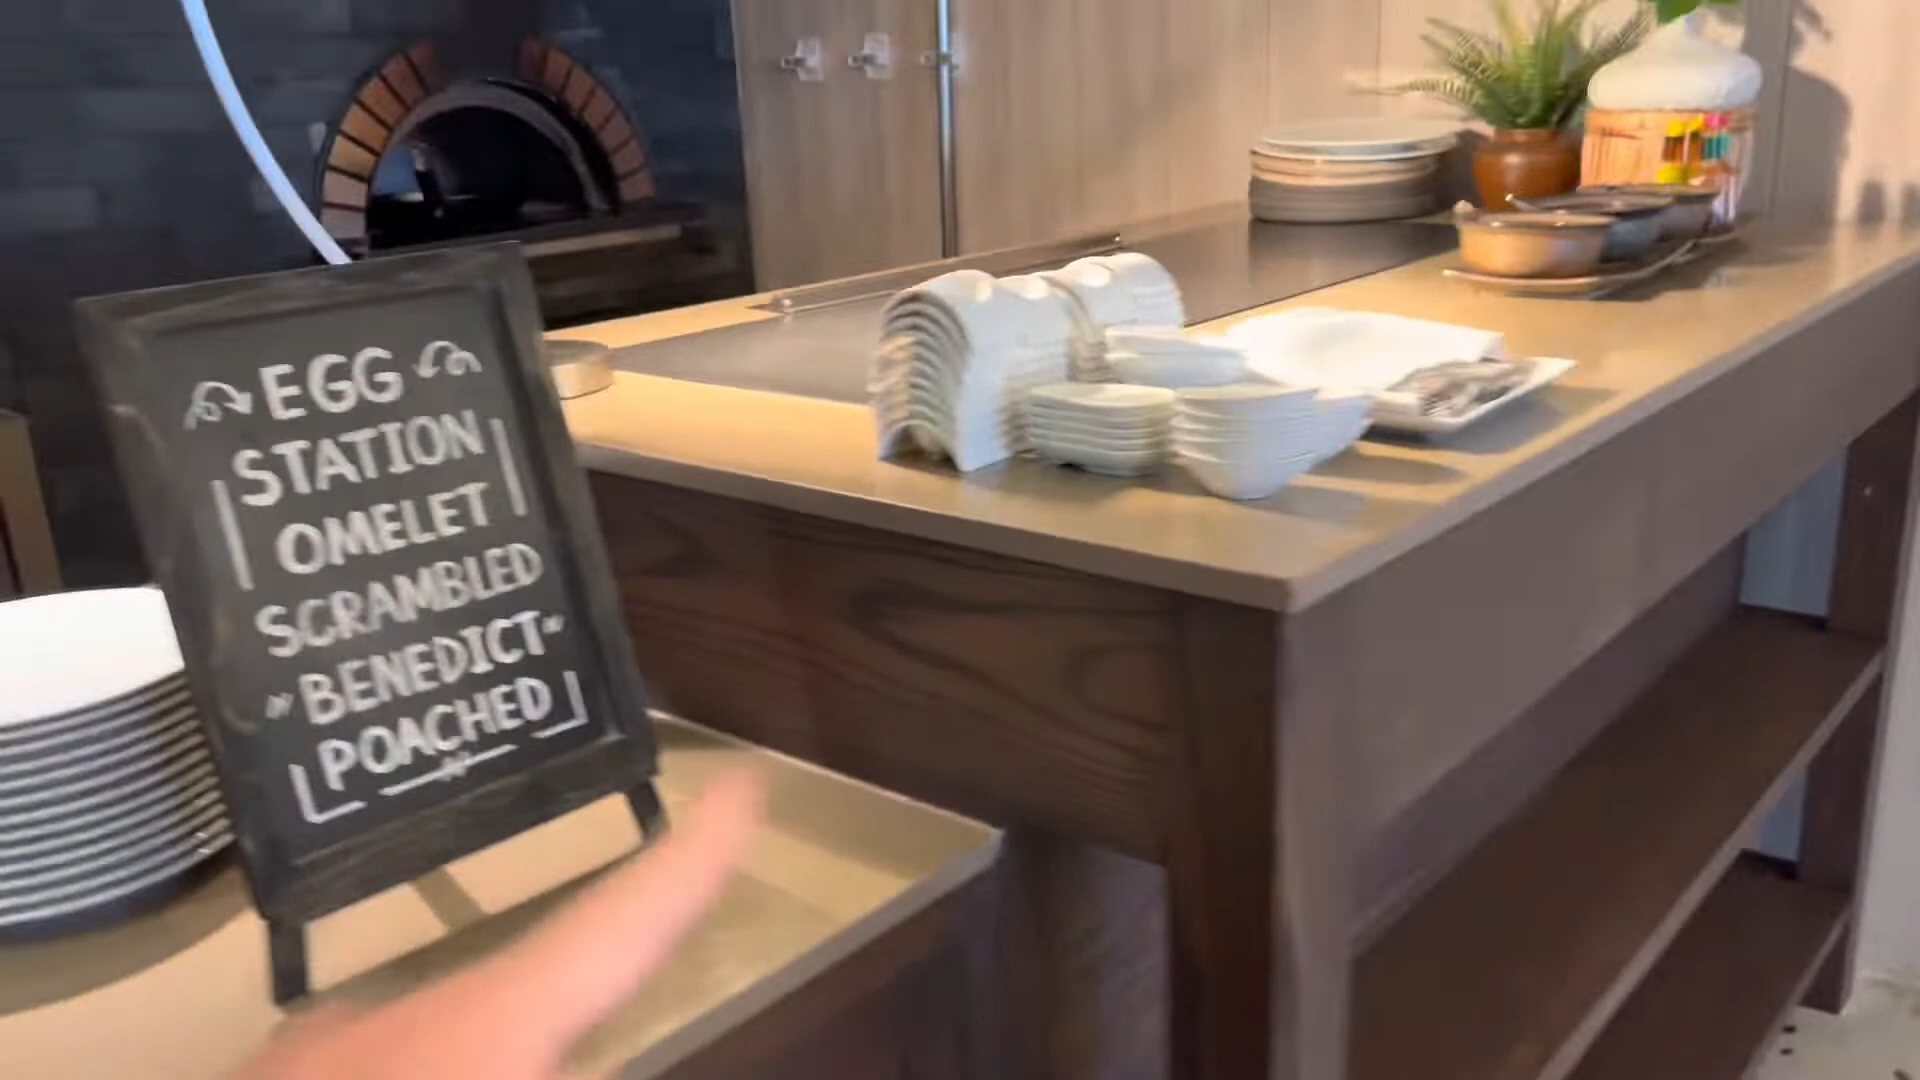 EGG
STATION
OMELET
SCRAMBLED
BENEDICT
POACHED